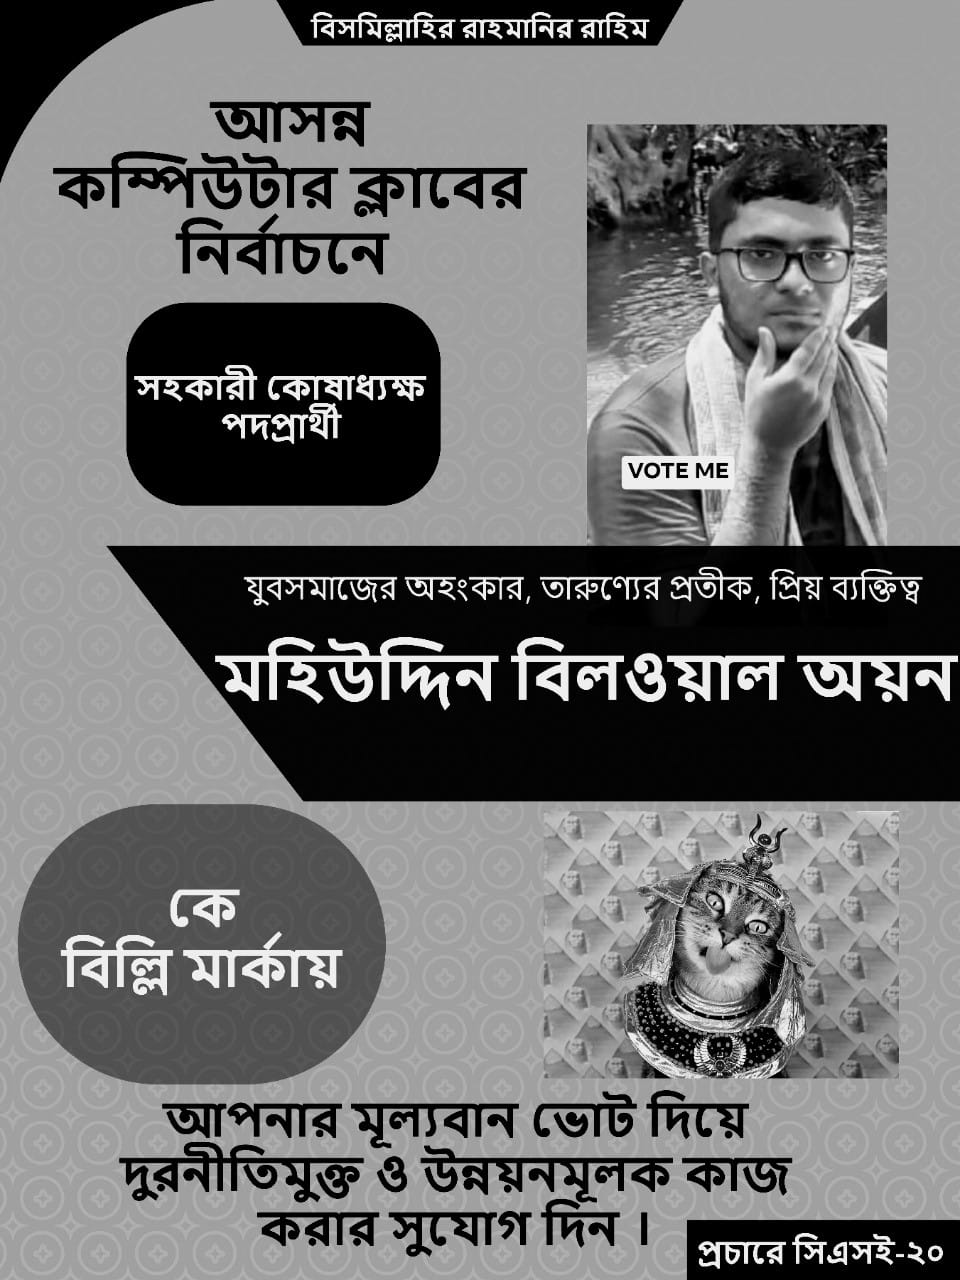 বিসমিল্লাহির রাহমানির রাহিম
আসন্ন
কম্পিউটার ক্লাবের
নির্বাচনে
সহকারী কোষাধ্যক্ষ
পদপ্রার্থী
VOTE ME
যুবসমাজের অহংকার, তারুণ্যের প্রতীক, প্রিয় ব্যক্তিত্ব
মহিউদ্দিন বিলওয়াল অয়ন
কে
বিল্লি মার্কায়
আপনার মূল্যবান ভোট দিয়ে
দুরনীতিমুক্ত ও উন্নয়নমূলক কাজ
করার সুযোগ দিন ।
প্রচারে সিএসই-২০